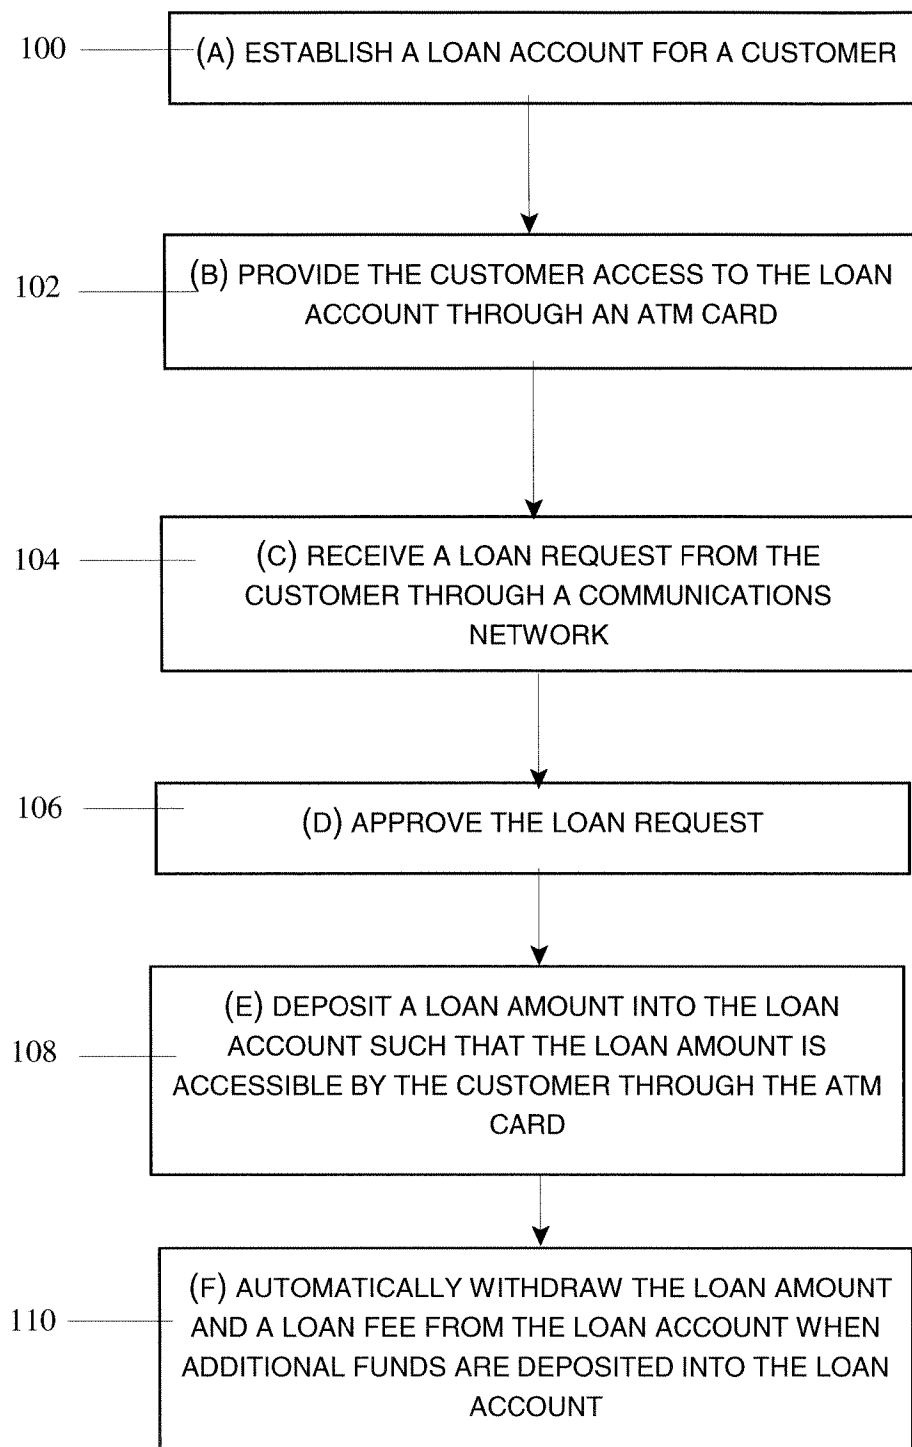 100
(A) ESTABLISH A LOAN ACCOUNT FOR A CUSTOMER
102
(B) PROVIDE THE CUSTOMER ACCESS TO THE LOAN
ACCOUNT THROUGH AN ATM CARD
104
(C) RECEIVE A LOAN REQUEST FROM THE
CUSTOMER THROUGH A COMMUNICATIONS
NETWORK
106
(D) APPROVE THE LOAN REQUEST
108
(E) DEPOSIT A LOAN AMOUNT INTO THE LOAN
ACCOUNT SUCH THAT THE LOAN AMOUNT IS
ACCESSIBLE BY THE CUSTOMER THROUGH THE ATM
CARD
110
(F) AUTOMATICALLY WITHDRAW THE LOAN AMOUNT
AND A LOAN FEE FROM THE LOAN ACCOUNT WHEN
ADDITIONAL FUNDS ARE DEPOSITED INTO THE LOAN
ACCOUNT